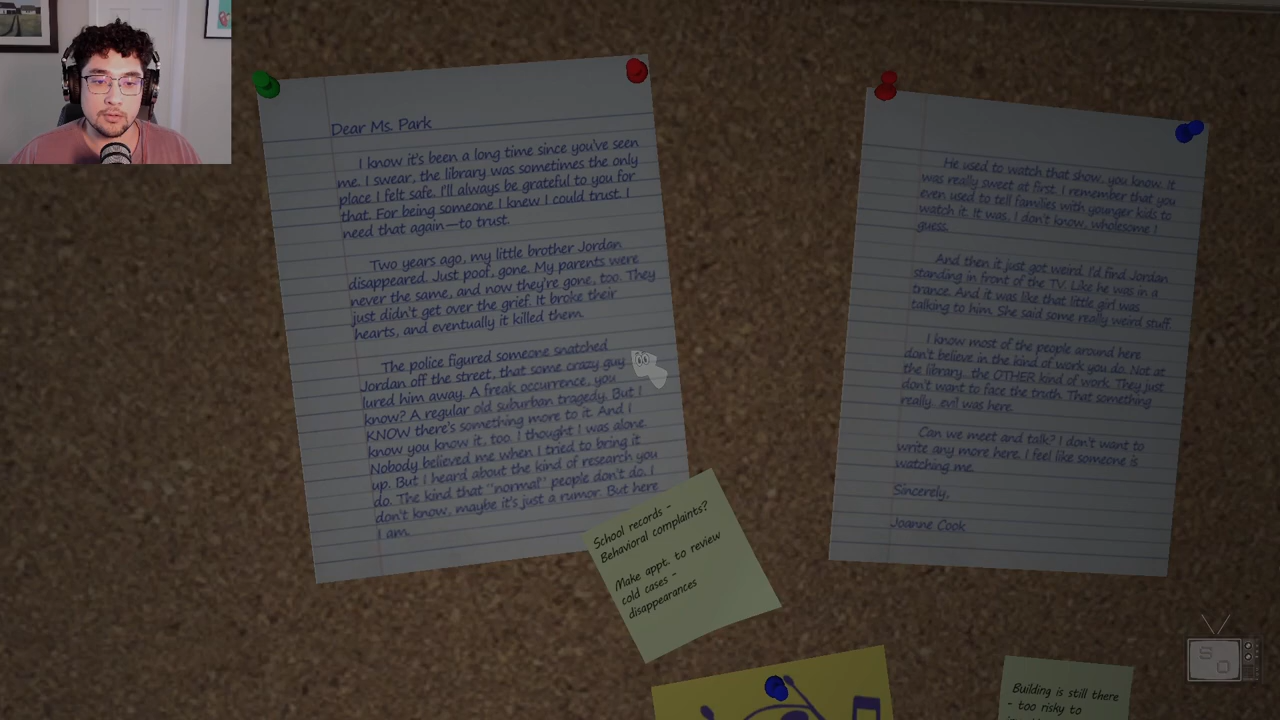 Dear Ms. Park
I know it's been a long time since you've seen
me. I swear, the library was sometimes the only
place I felt safe. I'll always be grateful to you for
that. For being someone I knew I could trust. I
need that again—to trust.
Two years ago, my little brother Jordan
disappeared. Just poof, gone. My parents were
never the same, and now they're gone, too. They
just didn't get over the grief. It broke their
hearts, and eventually it killed them.
The police figured someone snatched
Jordan off the street, that some crazy guy
lured him away. A freak occurrence, you
know? A regular old suburban tragedy. But I
KNOW there's something more to it. And I
know you know it, too. I thought I was alone.
Nobody believed me when I tried to bring it
up. But I heard about the kind of research you
do. The kind that "normal" people don't do. I
don't know, maybe it's just a rumor. But here
I am.
He used to watch that show, you know. It
was really sweet at first. I remember that you
even used to tell families with younger kids to
watch it. It was, I don't know, wholesome I
guess.
And then it just got weird. I'd find Jordan
standing in front of the TV. Like he was in a
trance. And it was like that little girl was
talking to him. She said some really weird stuff.
I know most of the people around here
don't believe in the kind of work you do. Not at
the library.. the OTHER kind of work. They just
don't want to face the truth. That something
really.. evil was here.
Can we meet and talk? I don't want to
write any more here. I feel like someone is
watching me.
Sincerely,
Joanne Cook
School records -
Behavioral complaints?
Make appt. to review
cold cases -
disappearances
Building is still there
- too risky to
S
O